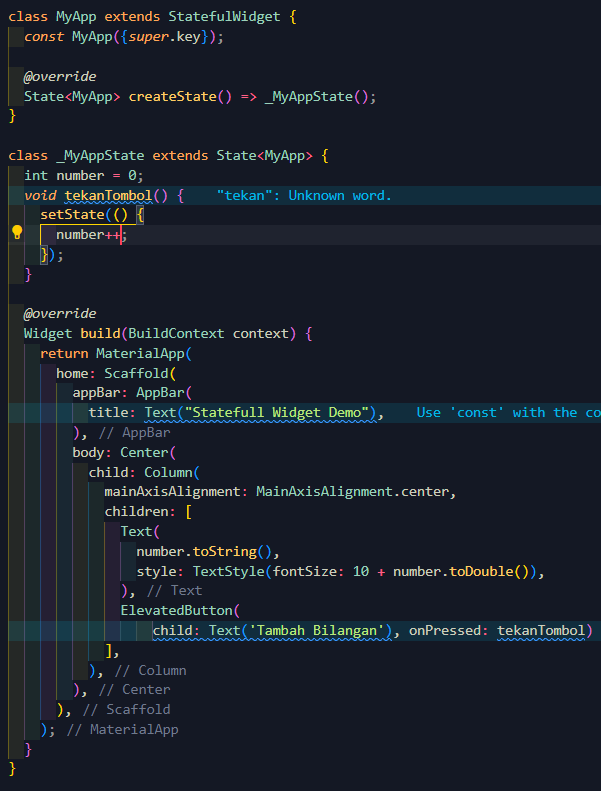 class MyApp extends StatefulWidget {
  const MyApp({super.key});

  @override
  State<MyApp> createState() => _MyAppState();
}

class _MyAppState extends State<MyApp> {
  int number = 0;
  void tekanTombol() {    "tekan": Unknown word.
    setState(() {
      number++;
    });
  }

  @override
  Widget build(BuildContext context) {
    return MaterialApp(
      home: Scaffold(
        appBar: AppBar(
          title: Text("Statefull Widget Demo"),    Use 'const' with the co
        ), // AppBar
        body: Center(
          child: Column(
            mainAxisAlignment: MainAxisAlignment.center,
            children: [
              Text(
                number.toString(),
                style: TextStyle(fontSize: 10 + number.toDouble()),
              ), // Text
              ElevatedButton(
                  child: Text('Tambah Bilangan'), onPressed: tekanTombol)
            ],
          ), // Column
        ), // Center
      ), // Scaffold
    ); // MaterialApp
  }
}